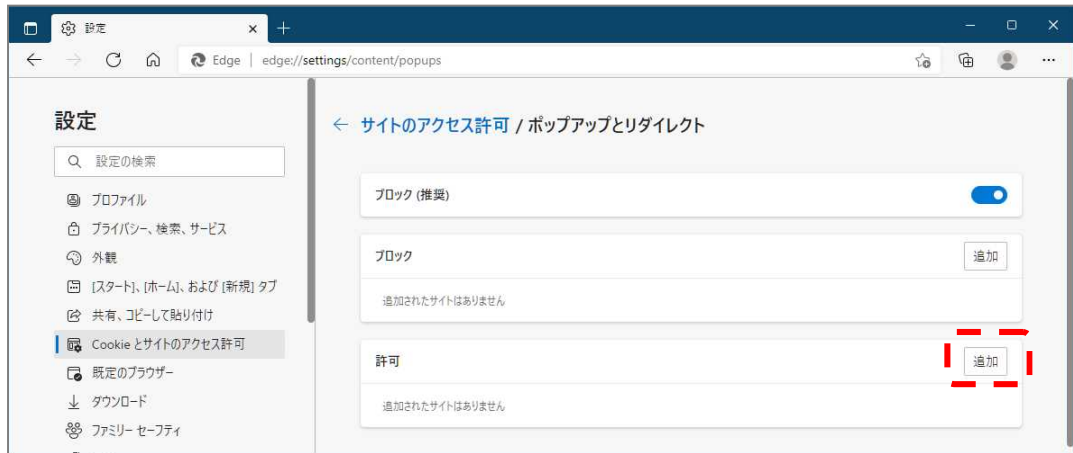 設定
Edge | edge://settings/content/popups
設定
設定の検索
プロファイル
プライバシー、検索、サービス
外観
[スタート]、[ホーム]、および [新規] タブ
共有、コピーして貼り付け
Cookie とサイトのアクセス許可
既定のブラウザー
ダウンロード
ファミリー セーフティ
サイトのアクセス許可 / ポップアップとリダイレクト
ブロック (推奨)
ブロック
追加
追加されたサイトはありません
許可
追加
追加されたサイトはありません